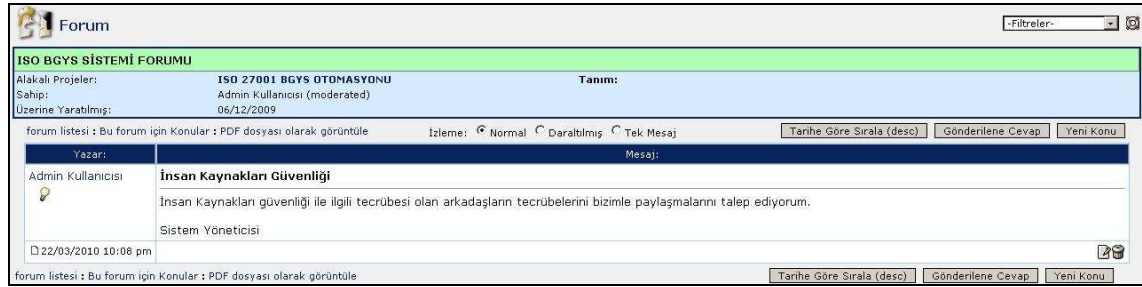 Forum
-Filtreler-
ISO BGYS SİSTEMİ FORUMU
Alakalı Projeler: ISO 27001 BGYS OTOMASYONU Tanım:
Sahip: Admin Kullanıcısı (moderated)
Üzerine Yaratılmış: 06/12/2009
forum listesi : Bu forum için Konular : PDF dosyası olarak görüntüle İzleme: Normal Daraltılmış Tek Mesaj Tarihe Göre Sırala (desc) Gönderilene Cevap Yeni Konu
Yazar: Mesaj:
Admin Kullanıcısı İnsan Kaynakları Güvenliği
İnsan Kaynakları güvenliği ile ilgili tecrübesi olan arkadaşların tecrübelerini bizimle paylaşmalarını talep ediyorum.
Sistem Yöneticisi
22/03/2010 10:08 pm
forum listesi : Bu forum için Konular : PDF dosyası olarak görüntüle Tarihe Göre Sırala (desc) Gönderilene Cevap Yeni Konu